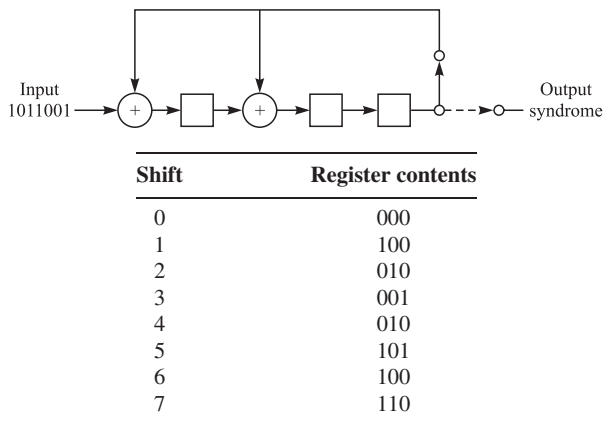 Input
1011001
+
+
Output
syndrome
Shift Register contents
0 000
1 100
2 010
3 001
4 010
5 101
6 100
7 110